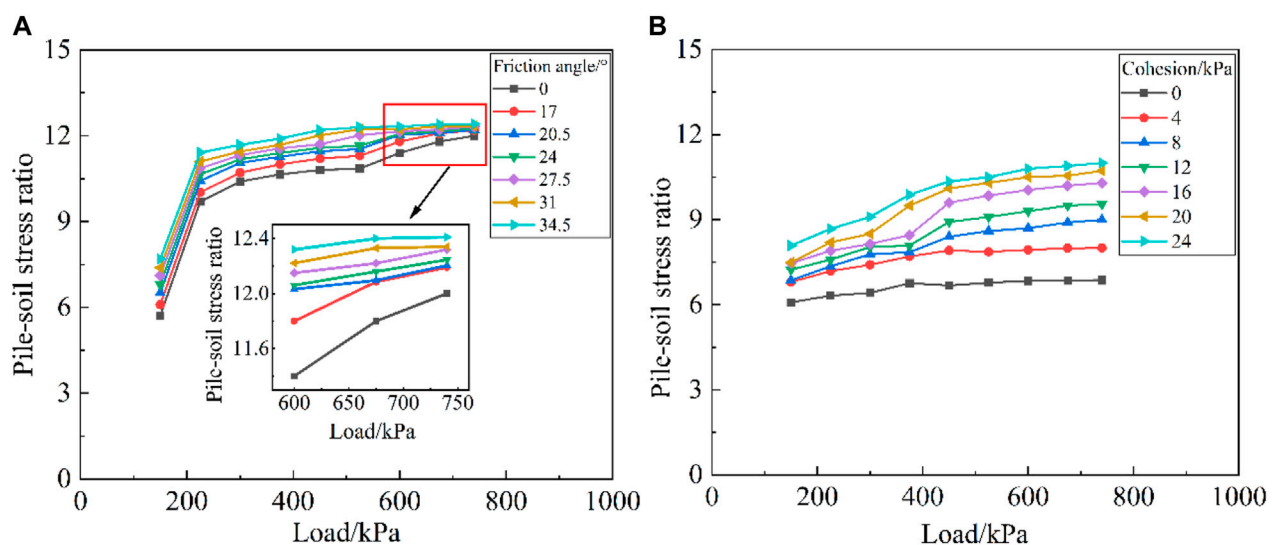 A
Pile-soil stress ratio
15
12
9
6
3
0
0 200 400 600 800 1000
Load/kPa
Friction angle/°
0
17
20.5
24
27.5
31
34.5
Pile-soil stress ratio
12.4
12.0
11.6
600 650 700 750
Load/kPa
B
Pile-soil stress ratio
15
12
9
6
3
0
0 200 400 600 800 1000
Load/kPa
Cohesion/kPa
0
4
8
12
16
20
24